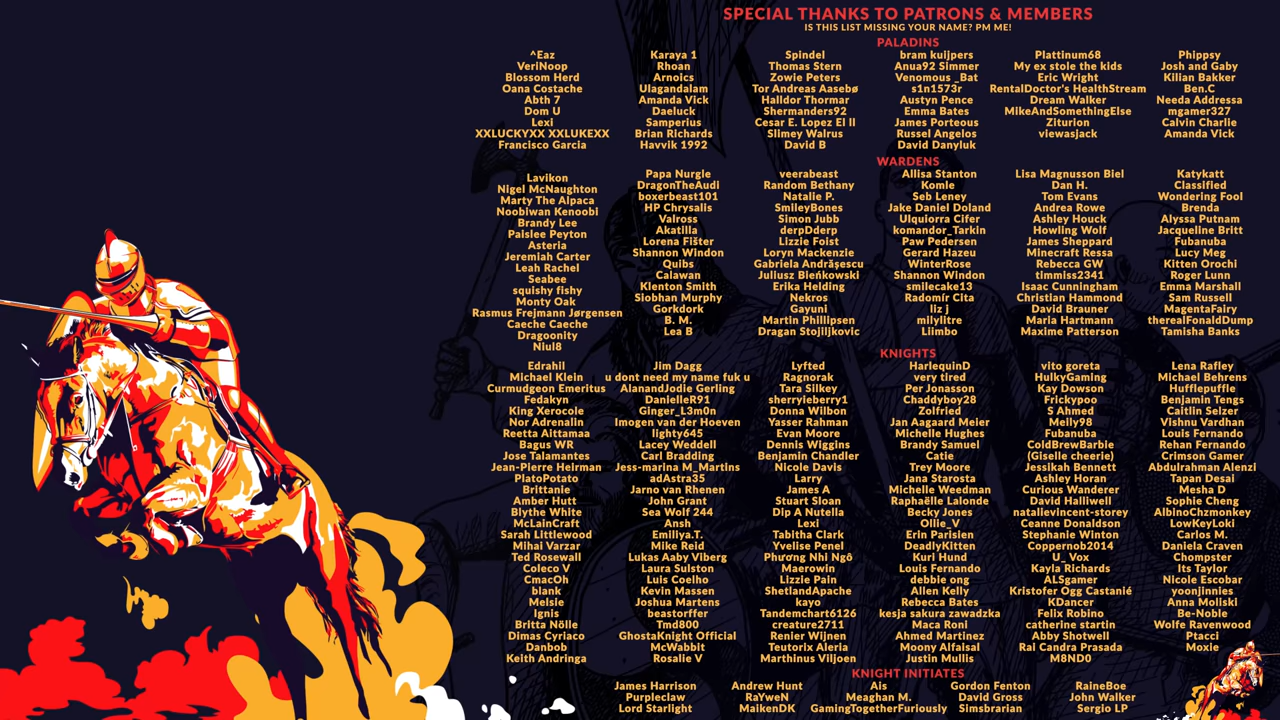 SPECIAL THANKS TO PATRONS & MEMBERS
IS THIS LIST MISSING YOUR NAME? PM ME!
PALADINS
^Eaz Karaya 1 Spindel bram kuijpers Plattinum68 Phippsy
VerlNoop Rhoan Thomas Stern Anua92 Simmer My ex stole the kids Josh and Gaby
Blossom Herd Arnoics Zowie Peters Venomous _Bat Eric Wright Kilian Bakker
Oana Costache Ulagandalam Tor Andreas Aasebø s1n1573r RentalDoctor's HealthStream Ben.C
Abth 7 Amanda Vick Halldor Thormar Austyn Pence Dream Walker Needa Addressa
Dom U Daeluck Shermanders92 Emma Bates MikeAndSomethingElse mgamer327
Lexi Samperius Cesar E. Lopez El II James Porteous Ziturion Calvin Charlie
XXLUCKYXX XXLUKEXX Brian Richards Slimey Walrus Russel Angelos viewasjack Amanda Vick
Francisco Garcia Havvik 1992 David B David Danyluk
WARDENS
Lavikon Papa Nurgle veerabeast Allisa Stanton Lisa Magnusson Biel Katykatt
Nigel McNaughton DragonTheAudi Random Bethany Komle Dan H. Classified
Marty The Alpaca boxerbeast101 Natalie P. Seb Leney Tom Evans Wondering Fool
Noobiwan Kenoobi HP Chrysalis SmileyBones Jake Daniel Doland Andrea Rowe Brenda
Brandy Lee Valross Simon Jubb Ulquiorra Cifer Ashley Houck Alyssa Putnam
Paislee Peyton Akatilla derpDderp komandor_Tarkin Howling Wolf Jacqueline Britt
Asteria Lorena Fišter Lizzie Foist Paw Pedersen James Sheppard Fubanuba
Jeremiah Carter Shannon Windon Loryn Mackenzie Gerard Hazeu Minecraft Ressa Lucy Meg
Leah Rachel Quibs Gabriela Andrășescu WinterRose Rebecca GW Kitten Orochi
Seabee Calawan Juliusz Bieńkowski Shannon Windon timmiss2341 Roger Lunn
squishy fishy Klenton Smith Erika Helding smilecake13 Isaac Cunningham Emma Marshall
Monty Oak Siobhan Murphy Nekros Radomír Cita Christian Hammond Sam Russell
Rasmus Frejmann Jørgensen Gorkdork Gayuni liz j David Brauner MagentaFairy
Caeche Caeche B. M. Martin Phillipsen milylitre Maria Hartmann therealFonaldDump
Dragoonity Lea B Dragan Stojiljkovic Llimbo Maxime Patterson Tamisha Banks
Niul8
KNIGHTS
Edrahil Jim Dagg Lyfted HarlequinD vito goreta Lena Rafley
Michael Klein u dont need my name fuk u Ragnorak very tired HulkyGaming Michael Behrens
Curmudgeon Emeritus AlanandJodie Gerling Tara Silkey Per Jonasson Kay Dowson Hufflepuffle
Fedakyn DanielleR91 sherryleberry1 Chaddyboy28 Frickypoo Benjamin Tengs
King Xerocole Ginger_L3m0n Donna Wilbon Zolfried S Ahmed Caitlin Selzer
Nor Adrenalin Imogen van der Hoeven Yasser Rahman Jan Aagaard Meier Melly98 Vishnu Vardhan
Reetta Aittamaa lighty645 Evan Moore Michelle Hughes Fubanuba Louis Fernando
Bagus WR Lacey Weddell Dennis Wiggins Brandy Samuel ColdBrewBarbie Rehan Fernando
Jose Talamantes Carl Bradding Benjamin Chandler Catie (Giselle cheerie) Crimson Gamer
Jean-Pierre Heirman Jess-marina M_Martins Nicole Davis Trey Moore Jessikah Bennett Abdulrahman Alenzi
PlatoPotato adAstra35 Larry Jana Starosta Ashley Horan Tapan Desai
Brittanie Jarno van Rhenen James A Michelle Weedman Curious Wanderer Mesha D
Amber Hutt John Grant Stuart Sloan Raphaëlle Lalonde David Halliwell Sophie Cheng
Blythe White Sea Wolf 244 Dip A Nutella Becky Jones natalievincent-storey AlbinoChzmonkey
McLainCraft Ansh Lexi Ollie_V Ceanne Donaldson LowKeyLoki
Sarah Littlewood Emiliya.T. Tabitha Clark Erin Parisien Stephanie Winton Carlos M.
Mihai Varzar Mike Reid Yvelise Penel DeadlyKitten Coppernob2014 Daniela Craven
Ted Rosewall Lukas Aaby Viberg Phương Nhi Ngô Kuri Hund U_ Vox Chompster
Coleco V Laura Sulston Maerowin Louis Fernando Kayla Richards Its Taylor
CmacOh Luis Coelho Lizzie Pain debbie ong ALSgamer Nicole Escobar
blank Kevin Massen ShetlandApache Allen Kelly Kristofer Ogg Castanié yoonjinnies
Melsie Joshua Martens kayo Rebecca Bates KDancer Anna Moliski
Ignis beastorffer Tandemchart6126 kesja sakura zawadzka Felix Robino Be-Noble
Britta Nölle Tmd800 creature2711 Maca Roni catherine startin Wolfe Ravenwood
Dimas Cyriaco GhostaKnight Official Renier Wijnen Ahmed Martinez Abby Shotwell Ptacci
Danbob McWabbit Teutorix Aleria Moony Alfaisal Rai Candra Prasada Moxie
Keith Andringa Rosalie V Marthinus Viljoen Justin Mullis M8ND0
KNIGHT INITIATES
James Harrison Andrew Hunt Ais Gordon Fenton RaineBoe
Purpleclaw RaYweN Meaghan M. David Gross John Walker
Lord Starlight MaikenDK GamingTogetherFurlously Simsbrarian Sergio LP